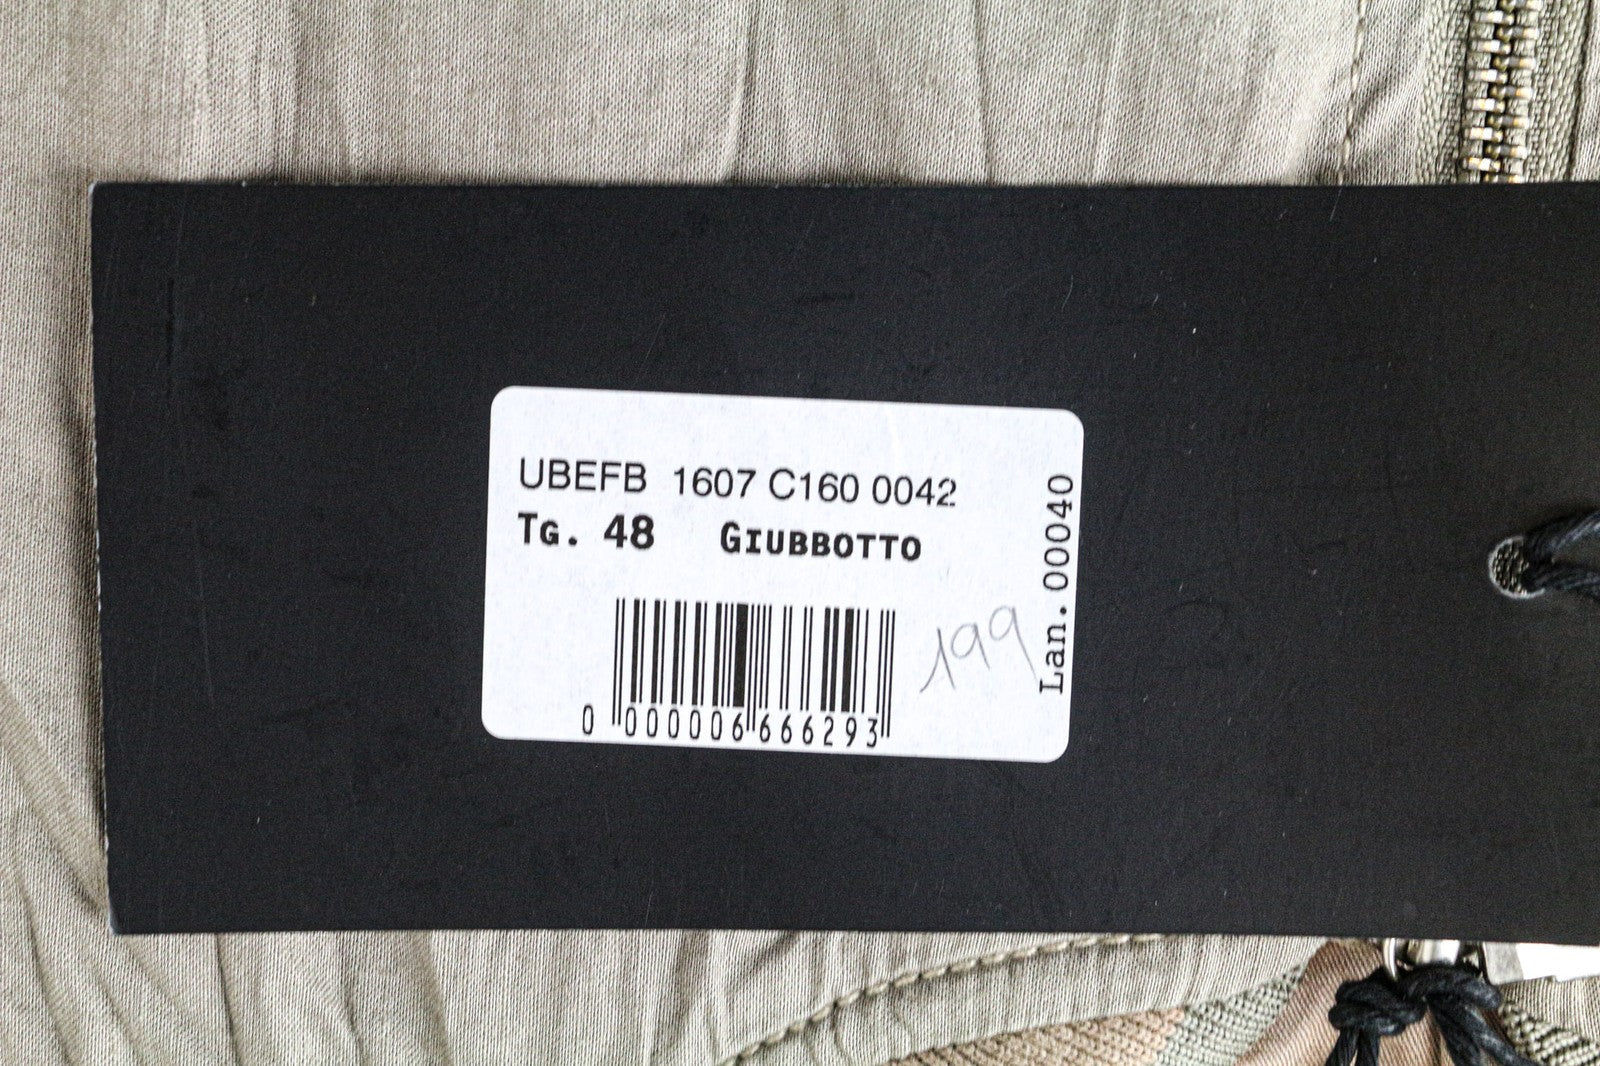 UBEFB 1607 C160 0042
TG. 48 GIUBBOTTO
199
Lan. 00040
0 000006 666293